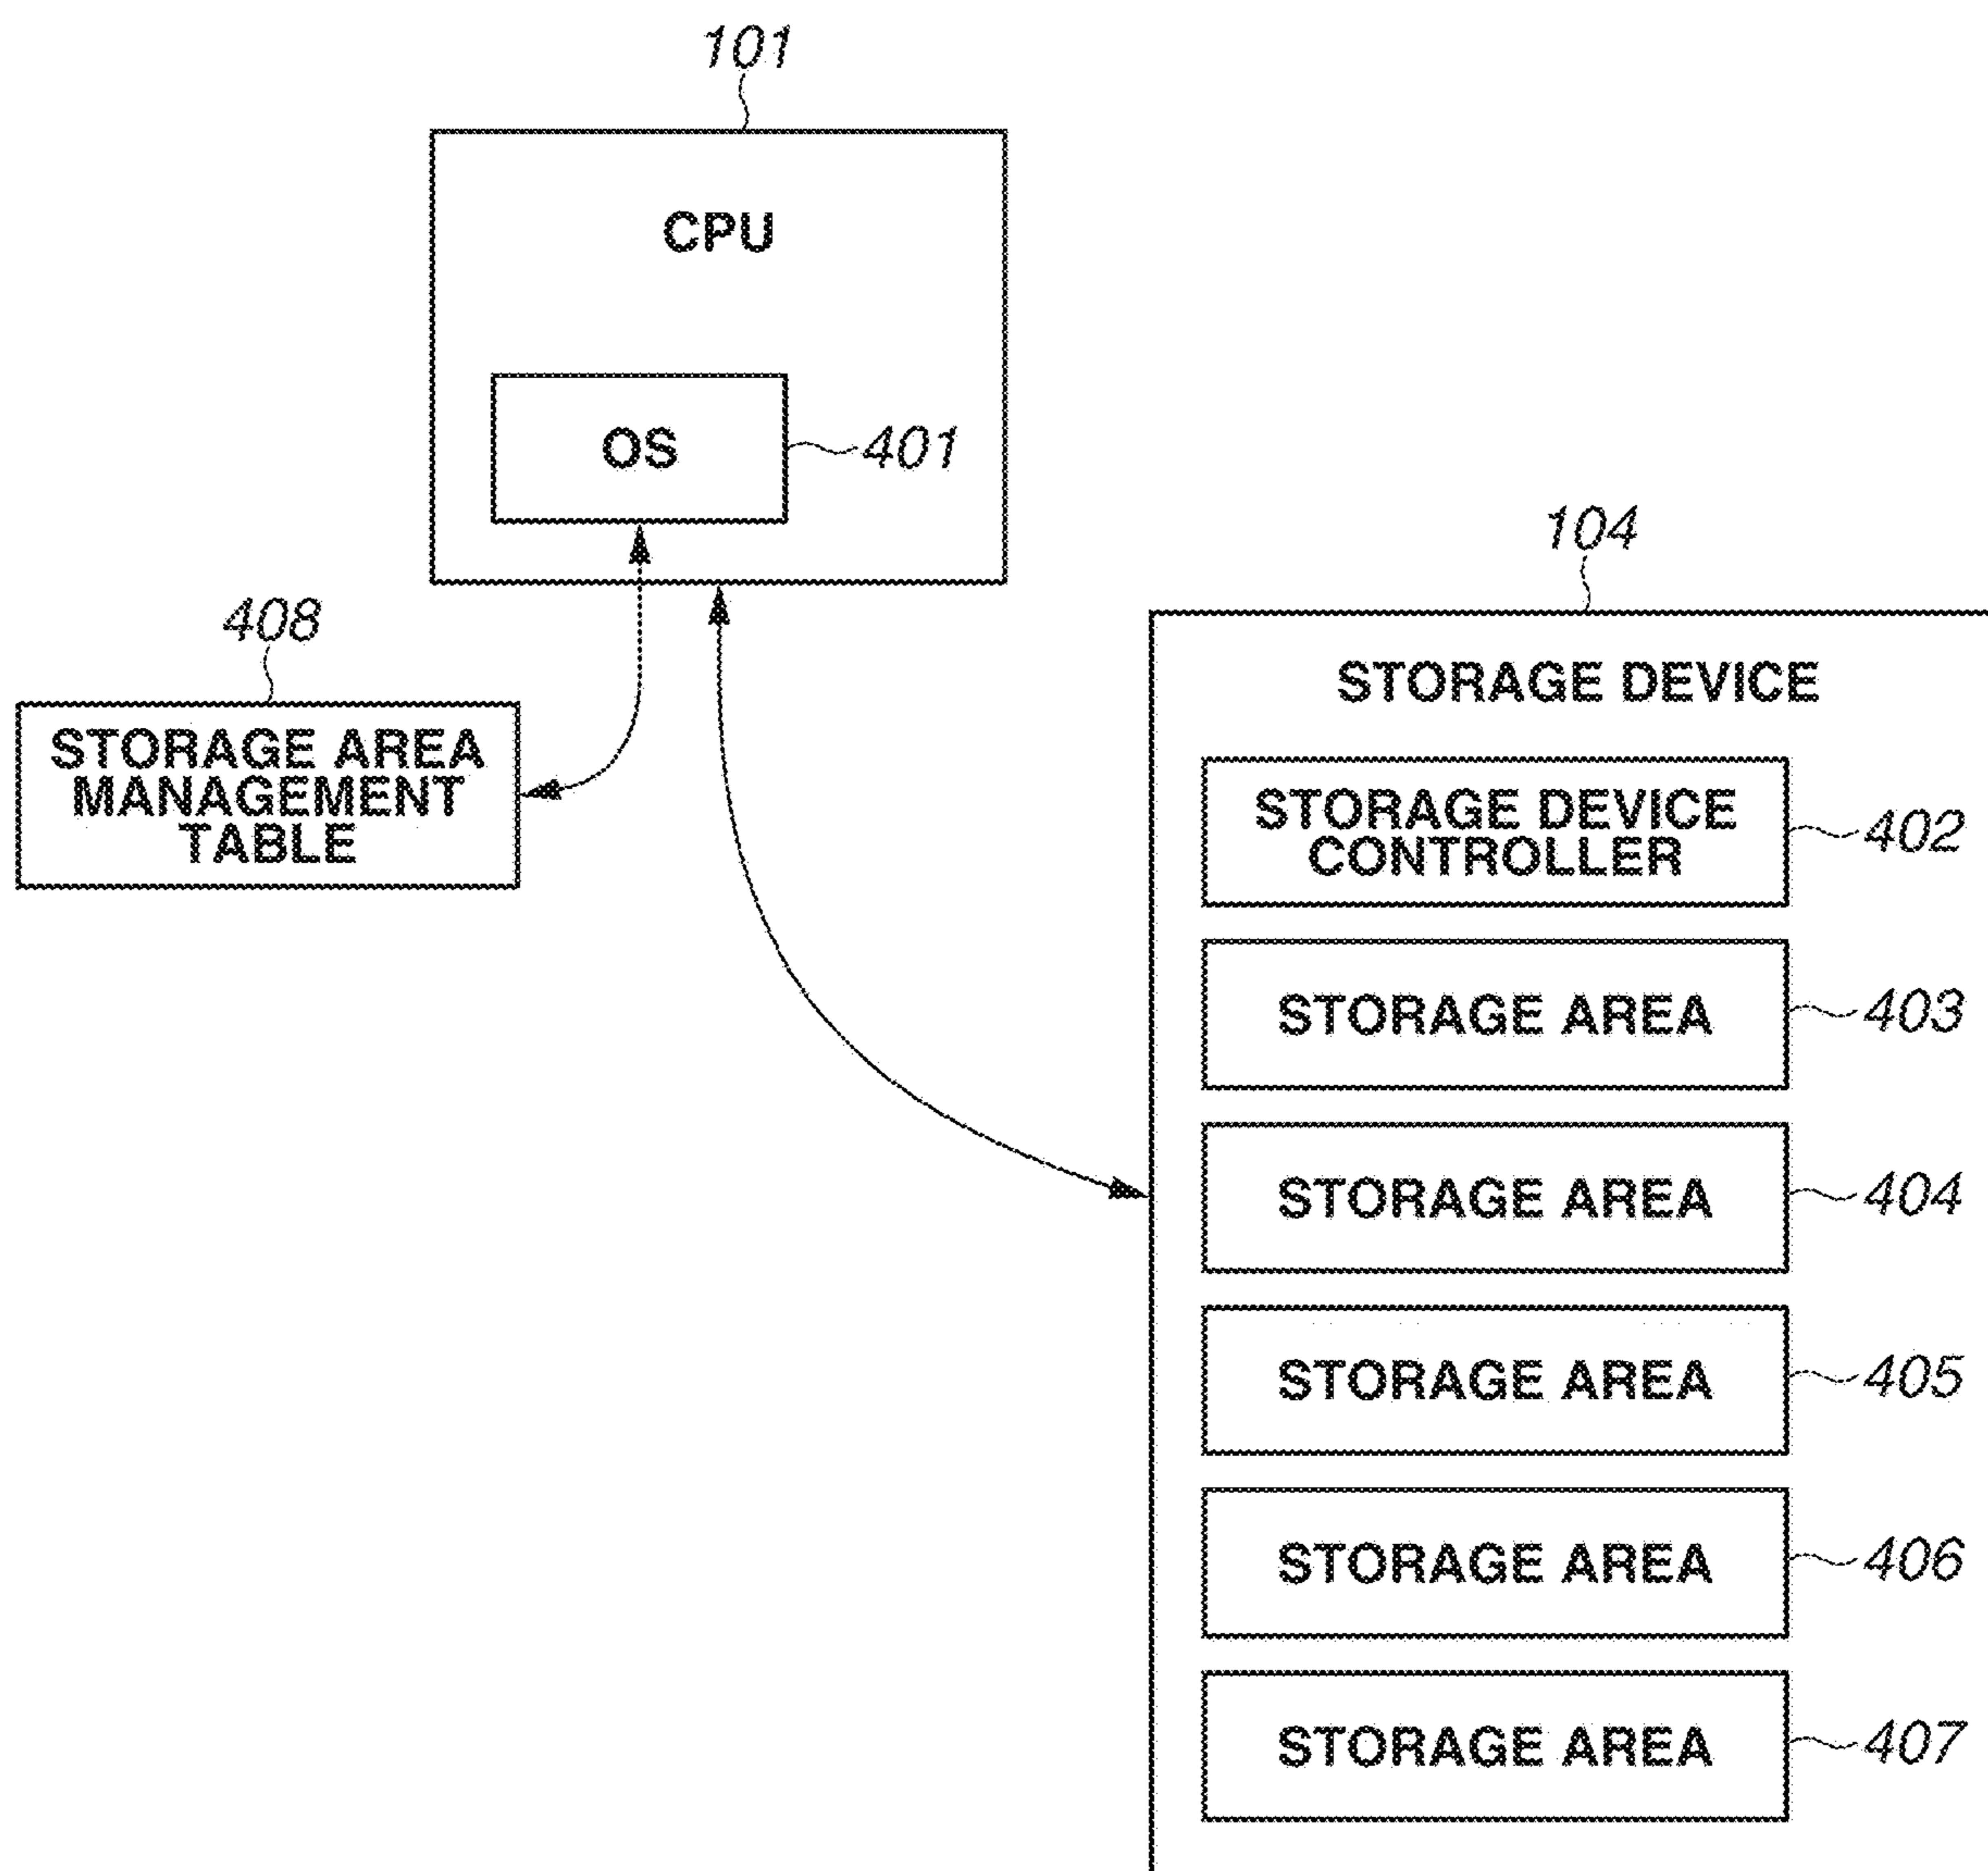 101
CPU
OS
401
104
408
STORAGE DEVICE
STORAGE AREA
MANAGEMENT
TABLE
STORAGE DEVICE
CONTROLLER
402
STORAGE AREA
403
STORAGE AREA
404
STORAGE AREA
405
STORAGE AREA
406
STORAGE AREA
407